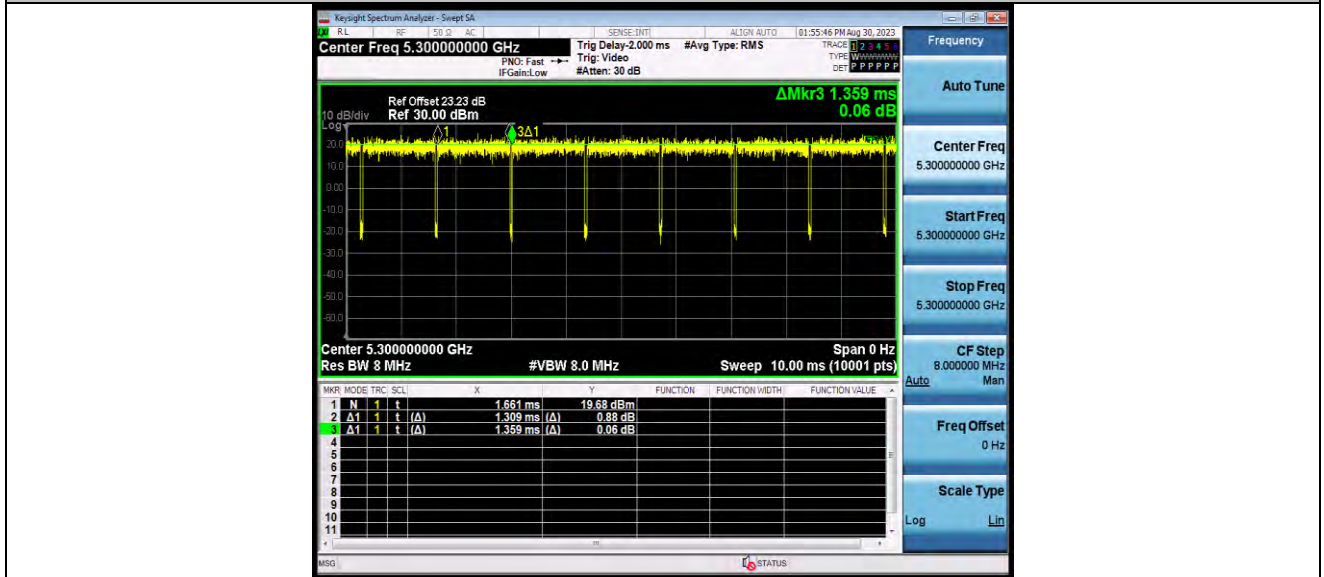 Keysight Spectrum Analyzer - Swept SA
RL RF 50 Ω AC SENSE:INT ALIGN AUTO 01:55:46 PM Aug 30, 2023
Center Freq 5.300000000 GHz Trig Delay-2.000 ms #Avg Type: RMS TRACE 1 2 3 4 5 6
PNO: Fast Trig: Video TYPE WWWWWW
IFGain:Low #Atten: 30 dB DET P P P P P P
Frequency
ΔMkr3 1.359 ms
0.06 dB
Ref Offset 23.23 dB
10 dB/div Ref 30.00 dBm
Log
1 3Δ1
20.0
10.0
0.00
-10.0
-20.0
-30.0
-40.0
-50.0
-60.0
Center 5.300000000 GHz Span 0 Hz
Res BW 8 MHz #VBW 8.0 MHz Sweep 10.00 ms (10001 pts)
MKR MODE TRC SCL X Y FUNCTION FUNCTION WIDTH FUNCTION VALUE
1 N 1 t 1.661 ms 19.68 dBm
2 Δ1 1 t (Δ) 1.309 ms (Δ) 0.88 dB
3 Δ1 1 t (Δ) 1.359 ms (Δ) 0.06 dB
4
5
6
7
8
9
10
11
MSG STATUS
Auto Tune
Center Freq
5.300000000 GHz
Start Freq
5.300000000 GHz
Stop Freq
5.300000000 GHz
CF Step
8.000000 MHz
Auto Man
Freq Offset
0 Hz
Scale Type
Log Lin